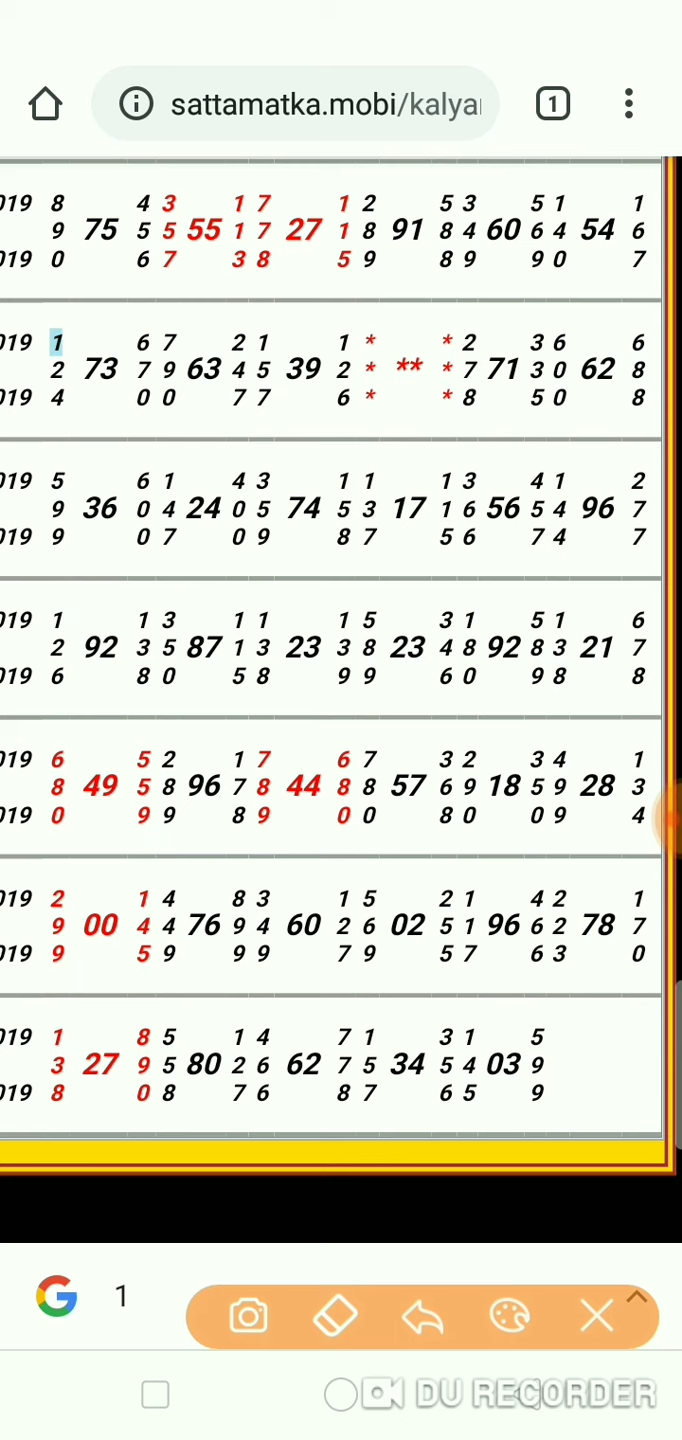 1
sattamatka.mobi/kalya
019 8 4 3 1 7 1 2 5 3 5 1 1
9 75 5 5 55 1 7 27 1 8 91 8 4 60 6 4 54 6
019 0 6 7 3 8 5 9 8 9 9 0 7
019 1 6 7 2 1 1 * * 2 3 6 6
2 73 7 9 63 4 5 39 2 * ** * 7 71 3 0 62 8
019 4 0 0 7 7 6 * * 8 5 0 8
019 5 6 1 4 3 1 1 1 3 4 1 2
9 36 0 4 24 0 5 74 5 3 17 1 6 56 5 4 96 7
019 9 0 7 0 9 8 7 5 6 7 4 7
019 1 1 3 1 1 1 5 3 1 5 1 6
2 92 3 5 87 1 3 23 3 8 23 4 8 92 8 3 21 7
019 6 8 0 5 8 9 9 6 0 9 8 8
019 6 5 2 1 7 6 7 3 2 3 4 1
8 49 5 8 96 7 8 44 8 8 57 6 9 18 5 9 28 3
019 0 9 9 8 9 0 0 8 0 0 9 4
019 2 1 4 8 3 1 5 2 1 4 2 1
9 00 4 4 76 9 4 60 2 6 02 5 1 96 6 2 78 7
019 9 5 9 9 9 7 9 5 7 6 3 0
019 1 8 5 1 4 7 1 3 1 5
3 27 9 5 80 2 6 62 7 5 34 5 4 03 9
019 8 0 8 7 6 8 7 6 5 9
G 1
DU RECORDER